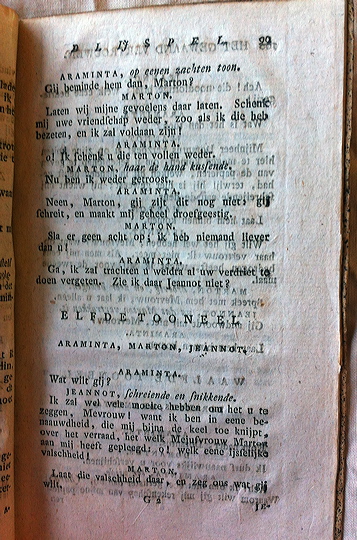 BLIJSPEL. 99
ARAMINTA, op eenen zachten toon.
Gij beminde hem dan, Marton?
MARTON.
Laten wij mijne gevoelens daar laten. Schenk
mij uwe vriendschap weder, zoo als ik die heb
bezeten, en ik zal voldaan zijn!
ARAMINTA.
o! ik schenk u die ten vollen weder.
MARTON, haar de hand kussende.
Nu ben ik weder getroost.
ARAMINTA.
Neen, Marton, gij zijt dit nog niet; gij
schreit, en maakt mij geheel droefgeestig.
MARTON.
Sla er geen acht op; ik heb niemand liever
dan u!
ARAMINTA.
Ga, ik zal trachten u weldra al uw verdriet te
doen vergeten. Zie ik daar Jeannot niet?
ELFDE TOONEEL.
ARAMINTA, MARTON, JEANNOT.
ARAMINTA.
Wat wilt gij?
JEANNOT, schreiende en snikkende.
Ik zal wel vele moeite hebben om het u te
zeggen, Mevrouw! want ik ben in eene be-
naauwdheid, die mij bijna de keel toe knijpt,
over het verraad, het welk Mejufvrouw Marton
aan mij heeft gepleegd: o! welk eene ijselijke
valschheid!
MARTON.
Laat die valschheid daar, en zeg ons wat gij
wilt.
G 2
JE-